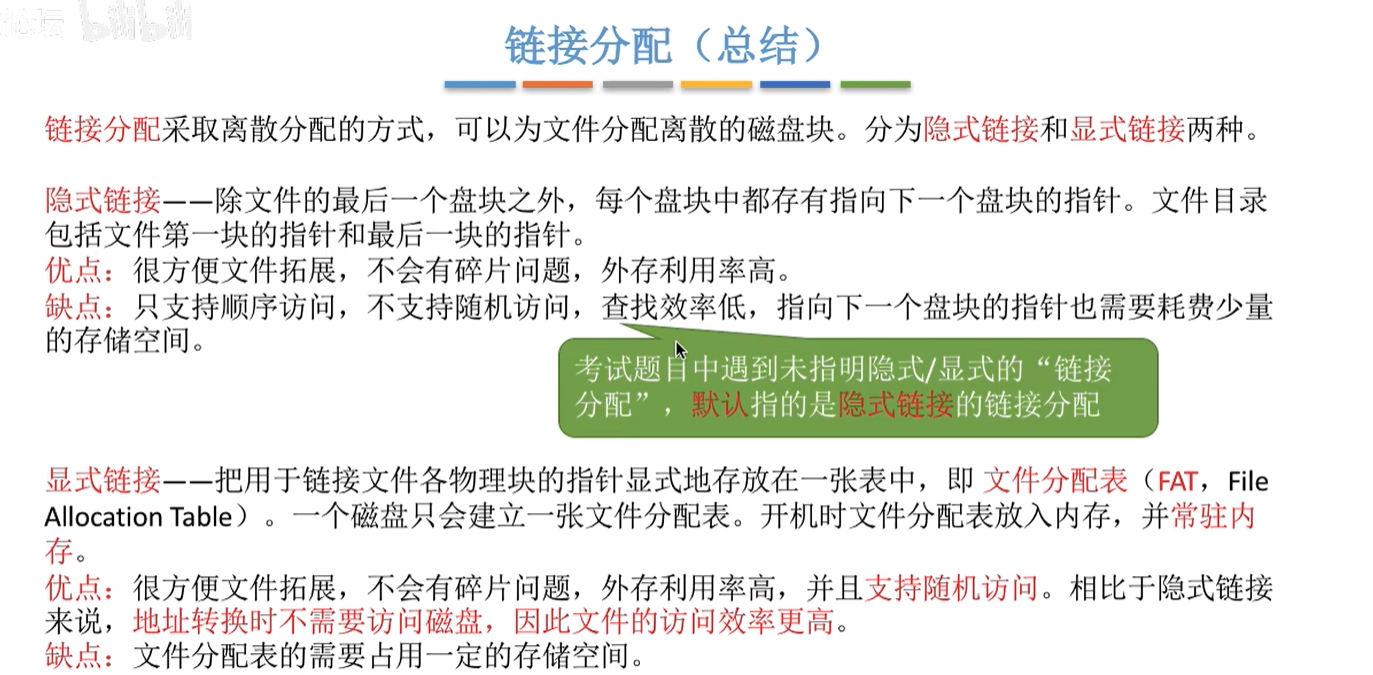 链接分配（总结）
链接分配采取离散分配的方式，可以为文件分配离散的磁盘块。分为隐式链接和显式链接两种。
隐式链接——除文件的最后一个盘块之外，每个盘块中都存有指向下一个盘块的指针。文件目录
包括文件第一块的指针和最后一块的指针。
优点：很方便文件拓展，不会有碎片问题，外存利用率高。
缺点：只支持顺序访问，不支持随机访问，查找效率低，指向下一个盘块的指针也需要耗费少量
的存储空间。
考试题目中遇到未指明隐式/显式的“链接
分配”，默认指的是隐式链接的链接分配
显式链接——把用于链接文件各物理块的指针显式地存放在一张表中，即 文件分配表（FAT，File
Allocation Table）。一个磁盘只会建立一张文件分配表。开机时文件分配表放入内存，并常驻内
存。
优点：很方便文件拓展，不会有碎片问题，外存利用率高，并且支持随机访问。相比于隐式链接
来说，地址转换时不需要访问磁盘，因此文件的访问效率更高。
缺点：文件分配表的需要占用一定的存储空间。